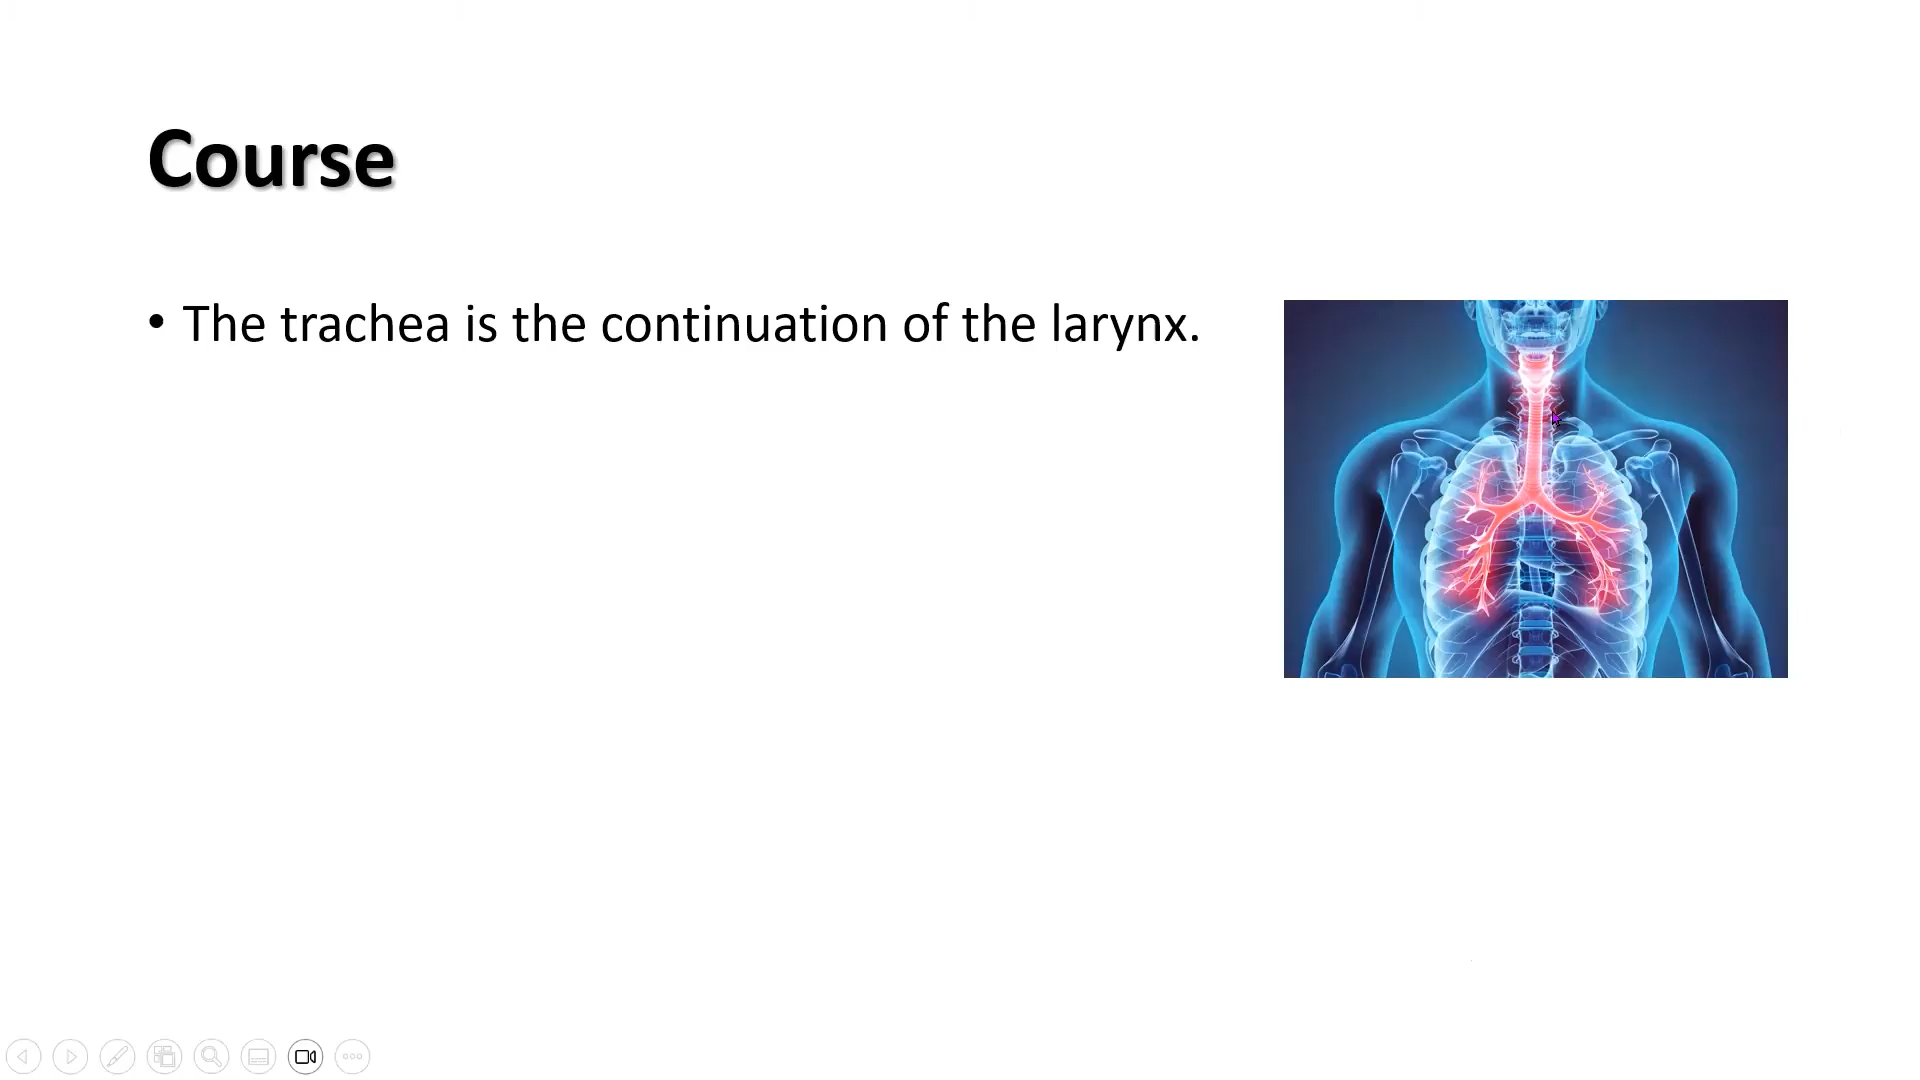 Course
• The trachea is the continuation of the larynx.